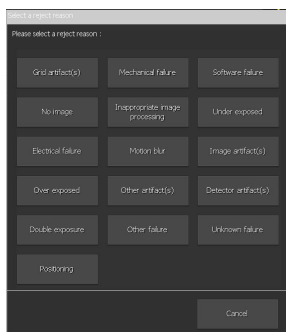 Select a reject reason
Please select a reject reason :
Grid artifact(s)
Mechanical failure
Software failure
No image
Inappropriate image
processing
Under exposed
Electrical failure
Motion blur
Image artifact(s)
Over exposed
Other artifact(s)
Detector artifact(s)
Double exposure
Other failure
Unknown failure
Positioning
Cancel